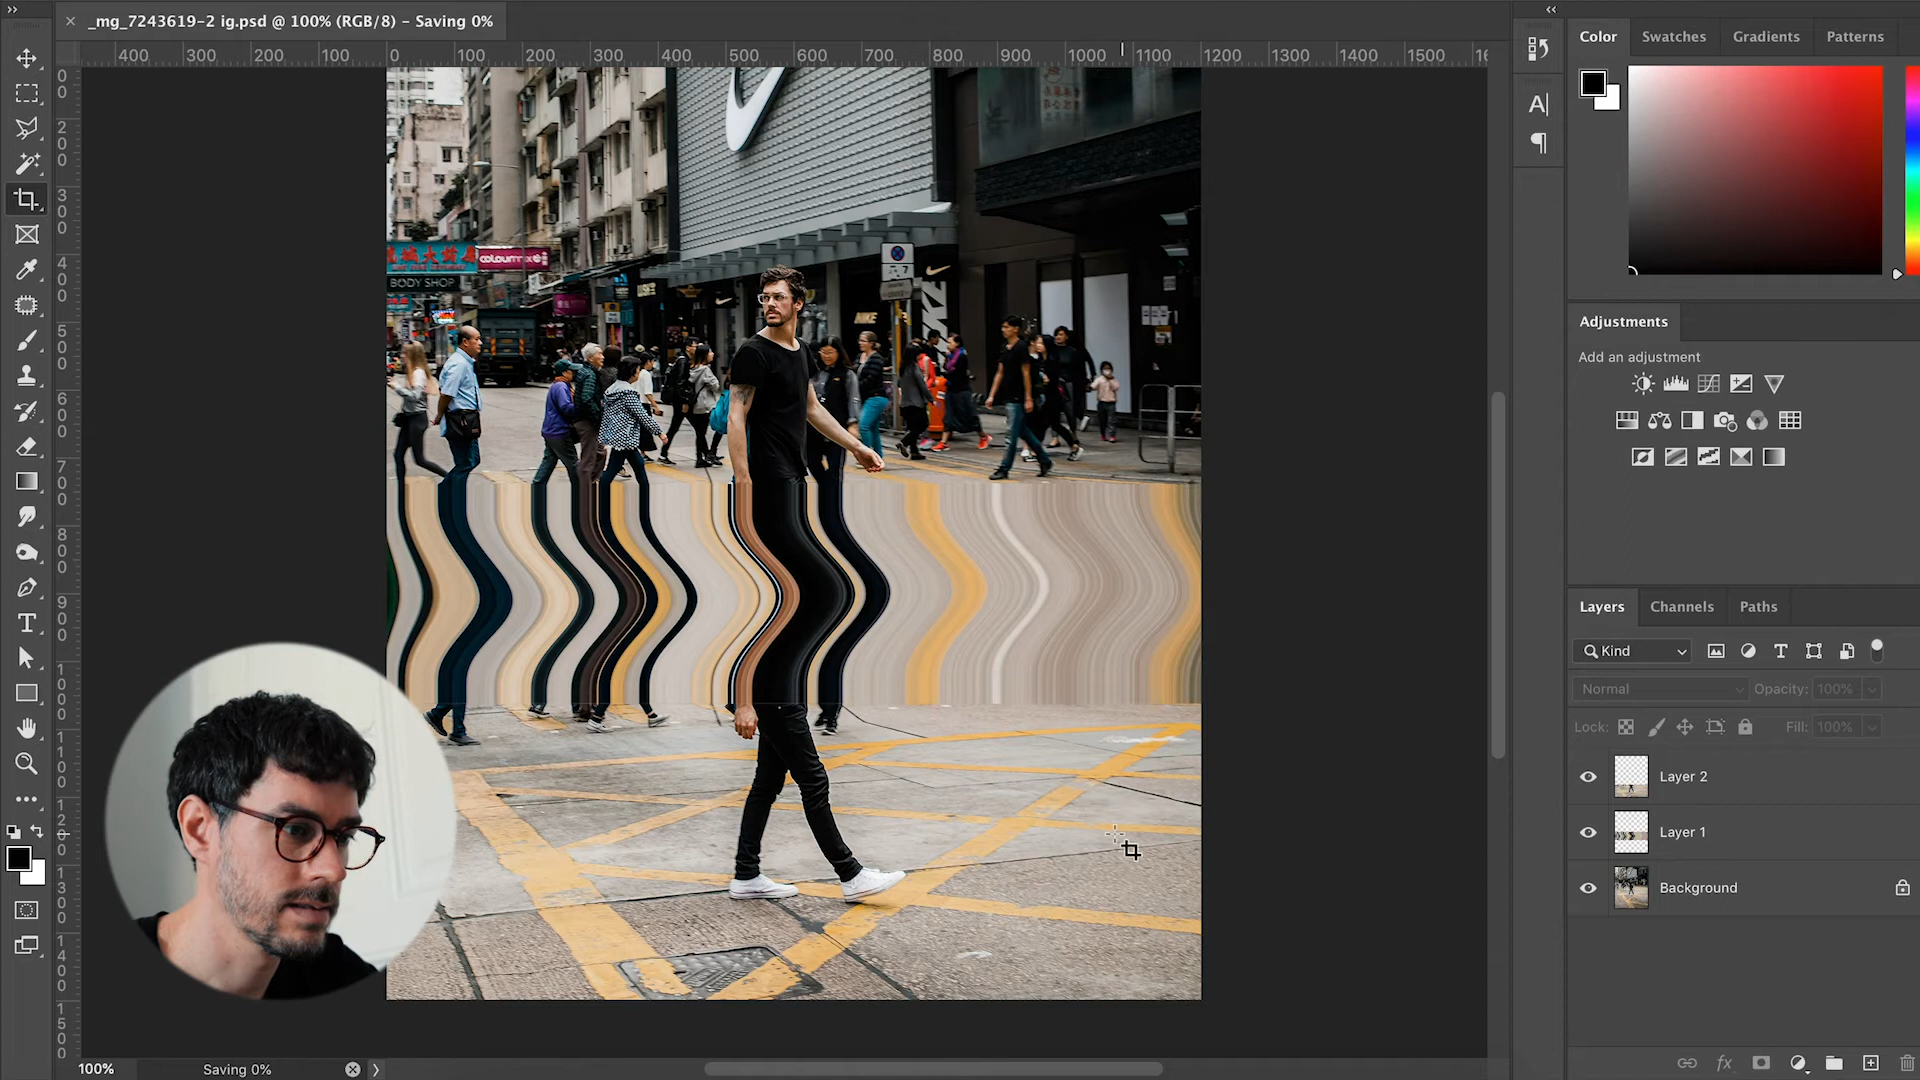 _mg_7243619-2 ig.psd @ 100% (RGB/8) - Saving 0%
400 300 200 100 0 100 200 300 400 500 600 700 800 900 1000 1100 1200 1300 1400 1500
Color Swatches Gradients Patterns
colourmix
BODY SHOP
NIKE
NIKE
Adjustments
Add an adjustment
Layers Channels Paths
Kind
Normal Opacity: 100%
Lock: Fill: 100%
Layer 2
Layer 1
Background
100% Saving 0%